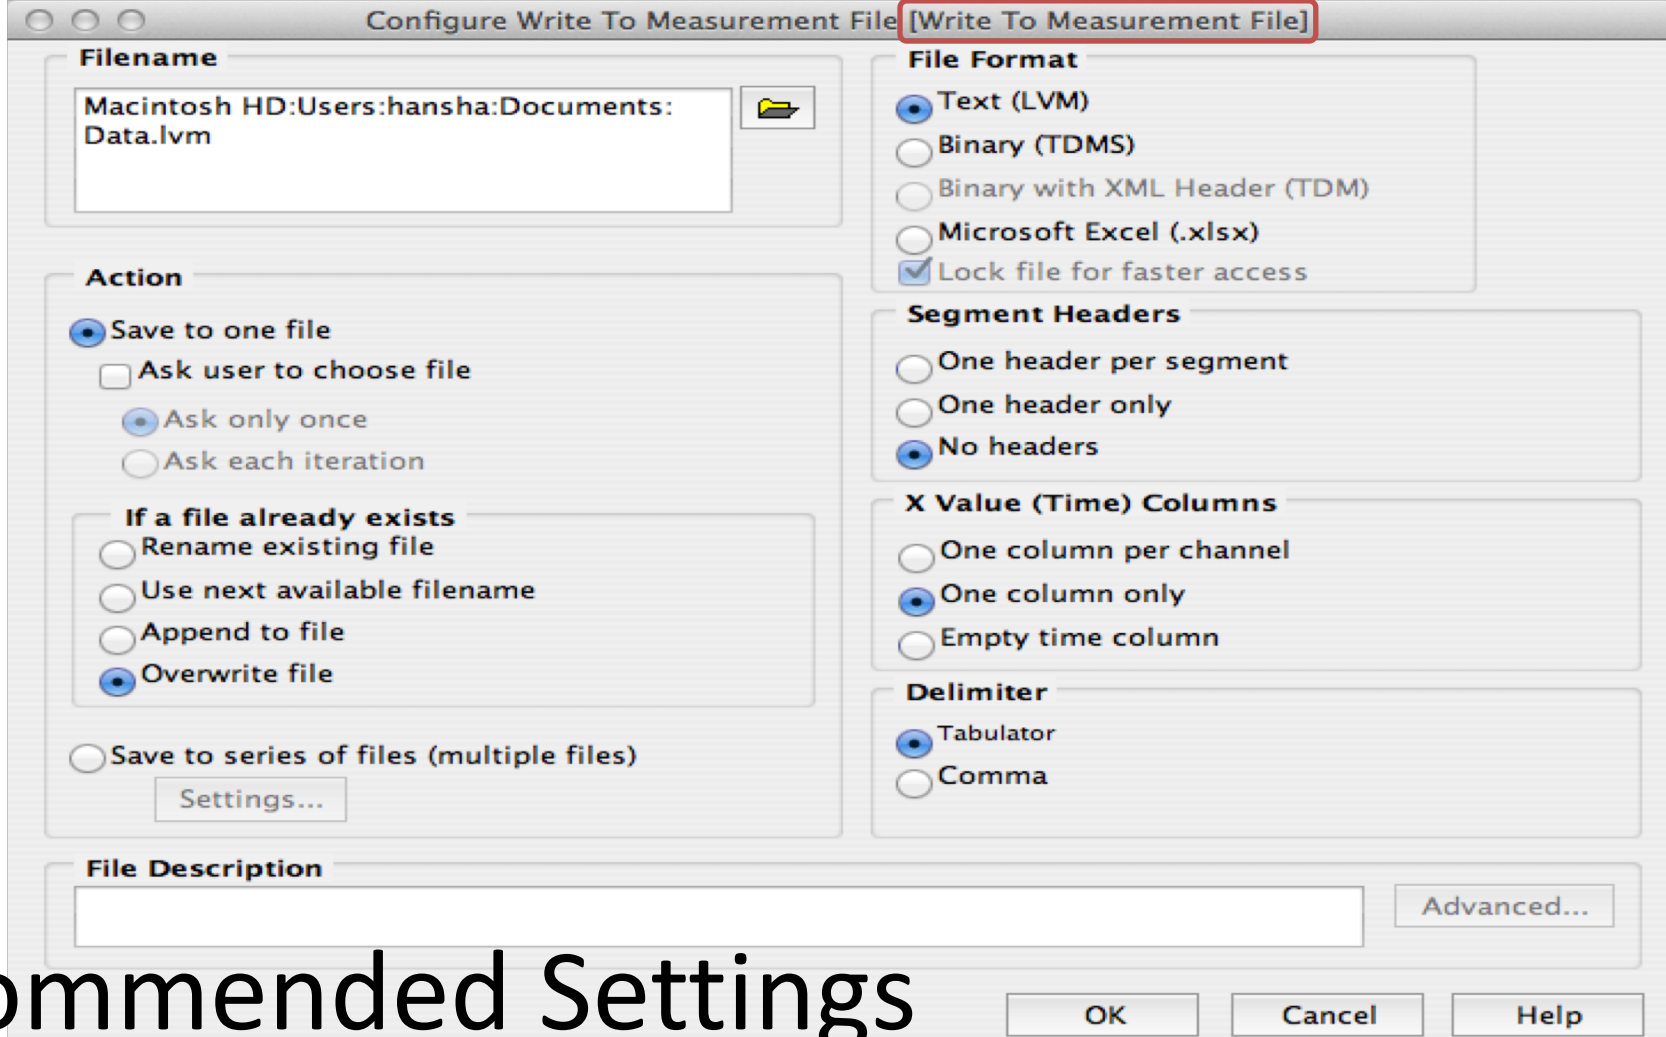 Configure Write To Measurement File [Write To Measurement File]
Filename
Macintosh HD:Users:hansha:Documents:
Data.lvm
Action
Save to one file
Ask user to choose file
Ask only once
Ask each iteration
If a file already exists
Rename existing file
Use next available filename
Append to file
Overwrite file
Save to series of files (multiple files)
Settings...
File Format
Text (LVM)
Binary (TDMS)
Binary with XML Header (TDM)
Microsoft Excel (.xlsx)
Lock file for faster access
Segment Headers
One header per segment
One header only
No headers
X Value (Time) Columns
One column per channel
One column only
Empty time column
Delimiter
Tabulator
Comma
File Description
Advanced...
ommended Settings
OK
Cancel
Help